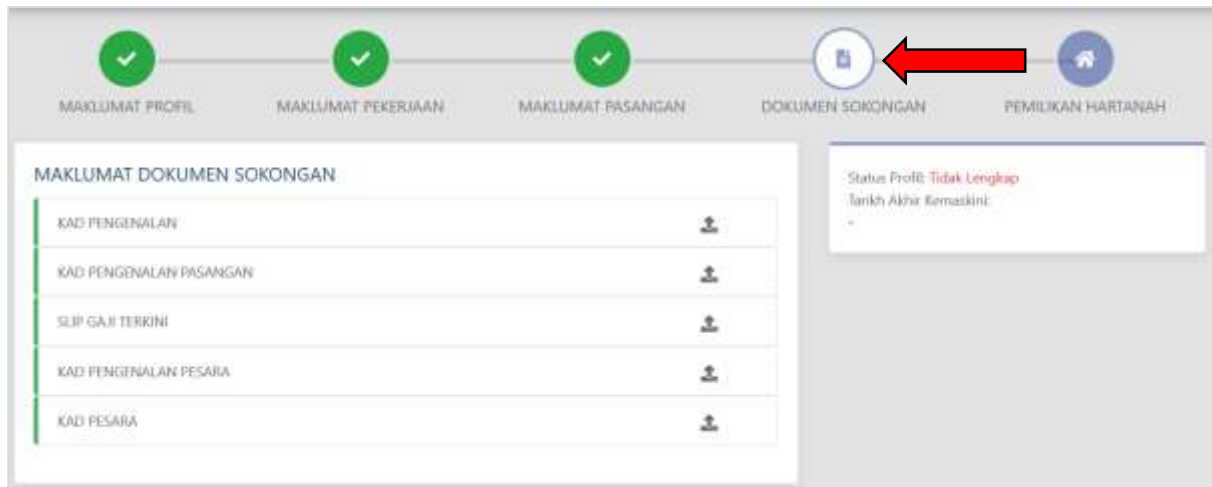 MAKLUMAT PROFIL
MAKLUMAT PEKERJAAN
MAKLUMAT PASANGAN
DOKUMEN SOKONGAN
PEMILIKAN HARTANAH
MAKLUMAT DOKUMEN SOKONGAN
KAD PENGENALAN
KAD PENGENALAN PASANGAN
SLIP GAJI TERKINI
KAD PENGENALAN PESARA
KAD PESARA
Status Profil: Tidak Lengkap
Tarikh Akhir Kemaskini:
-